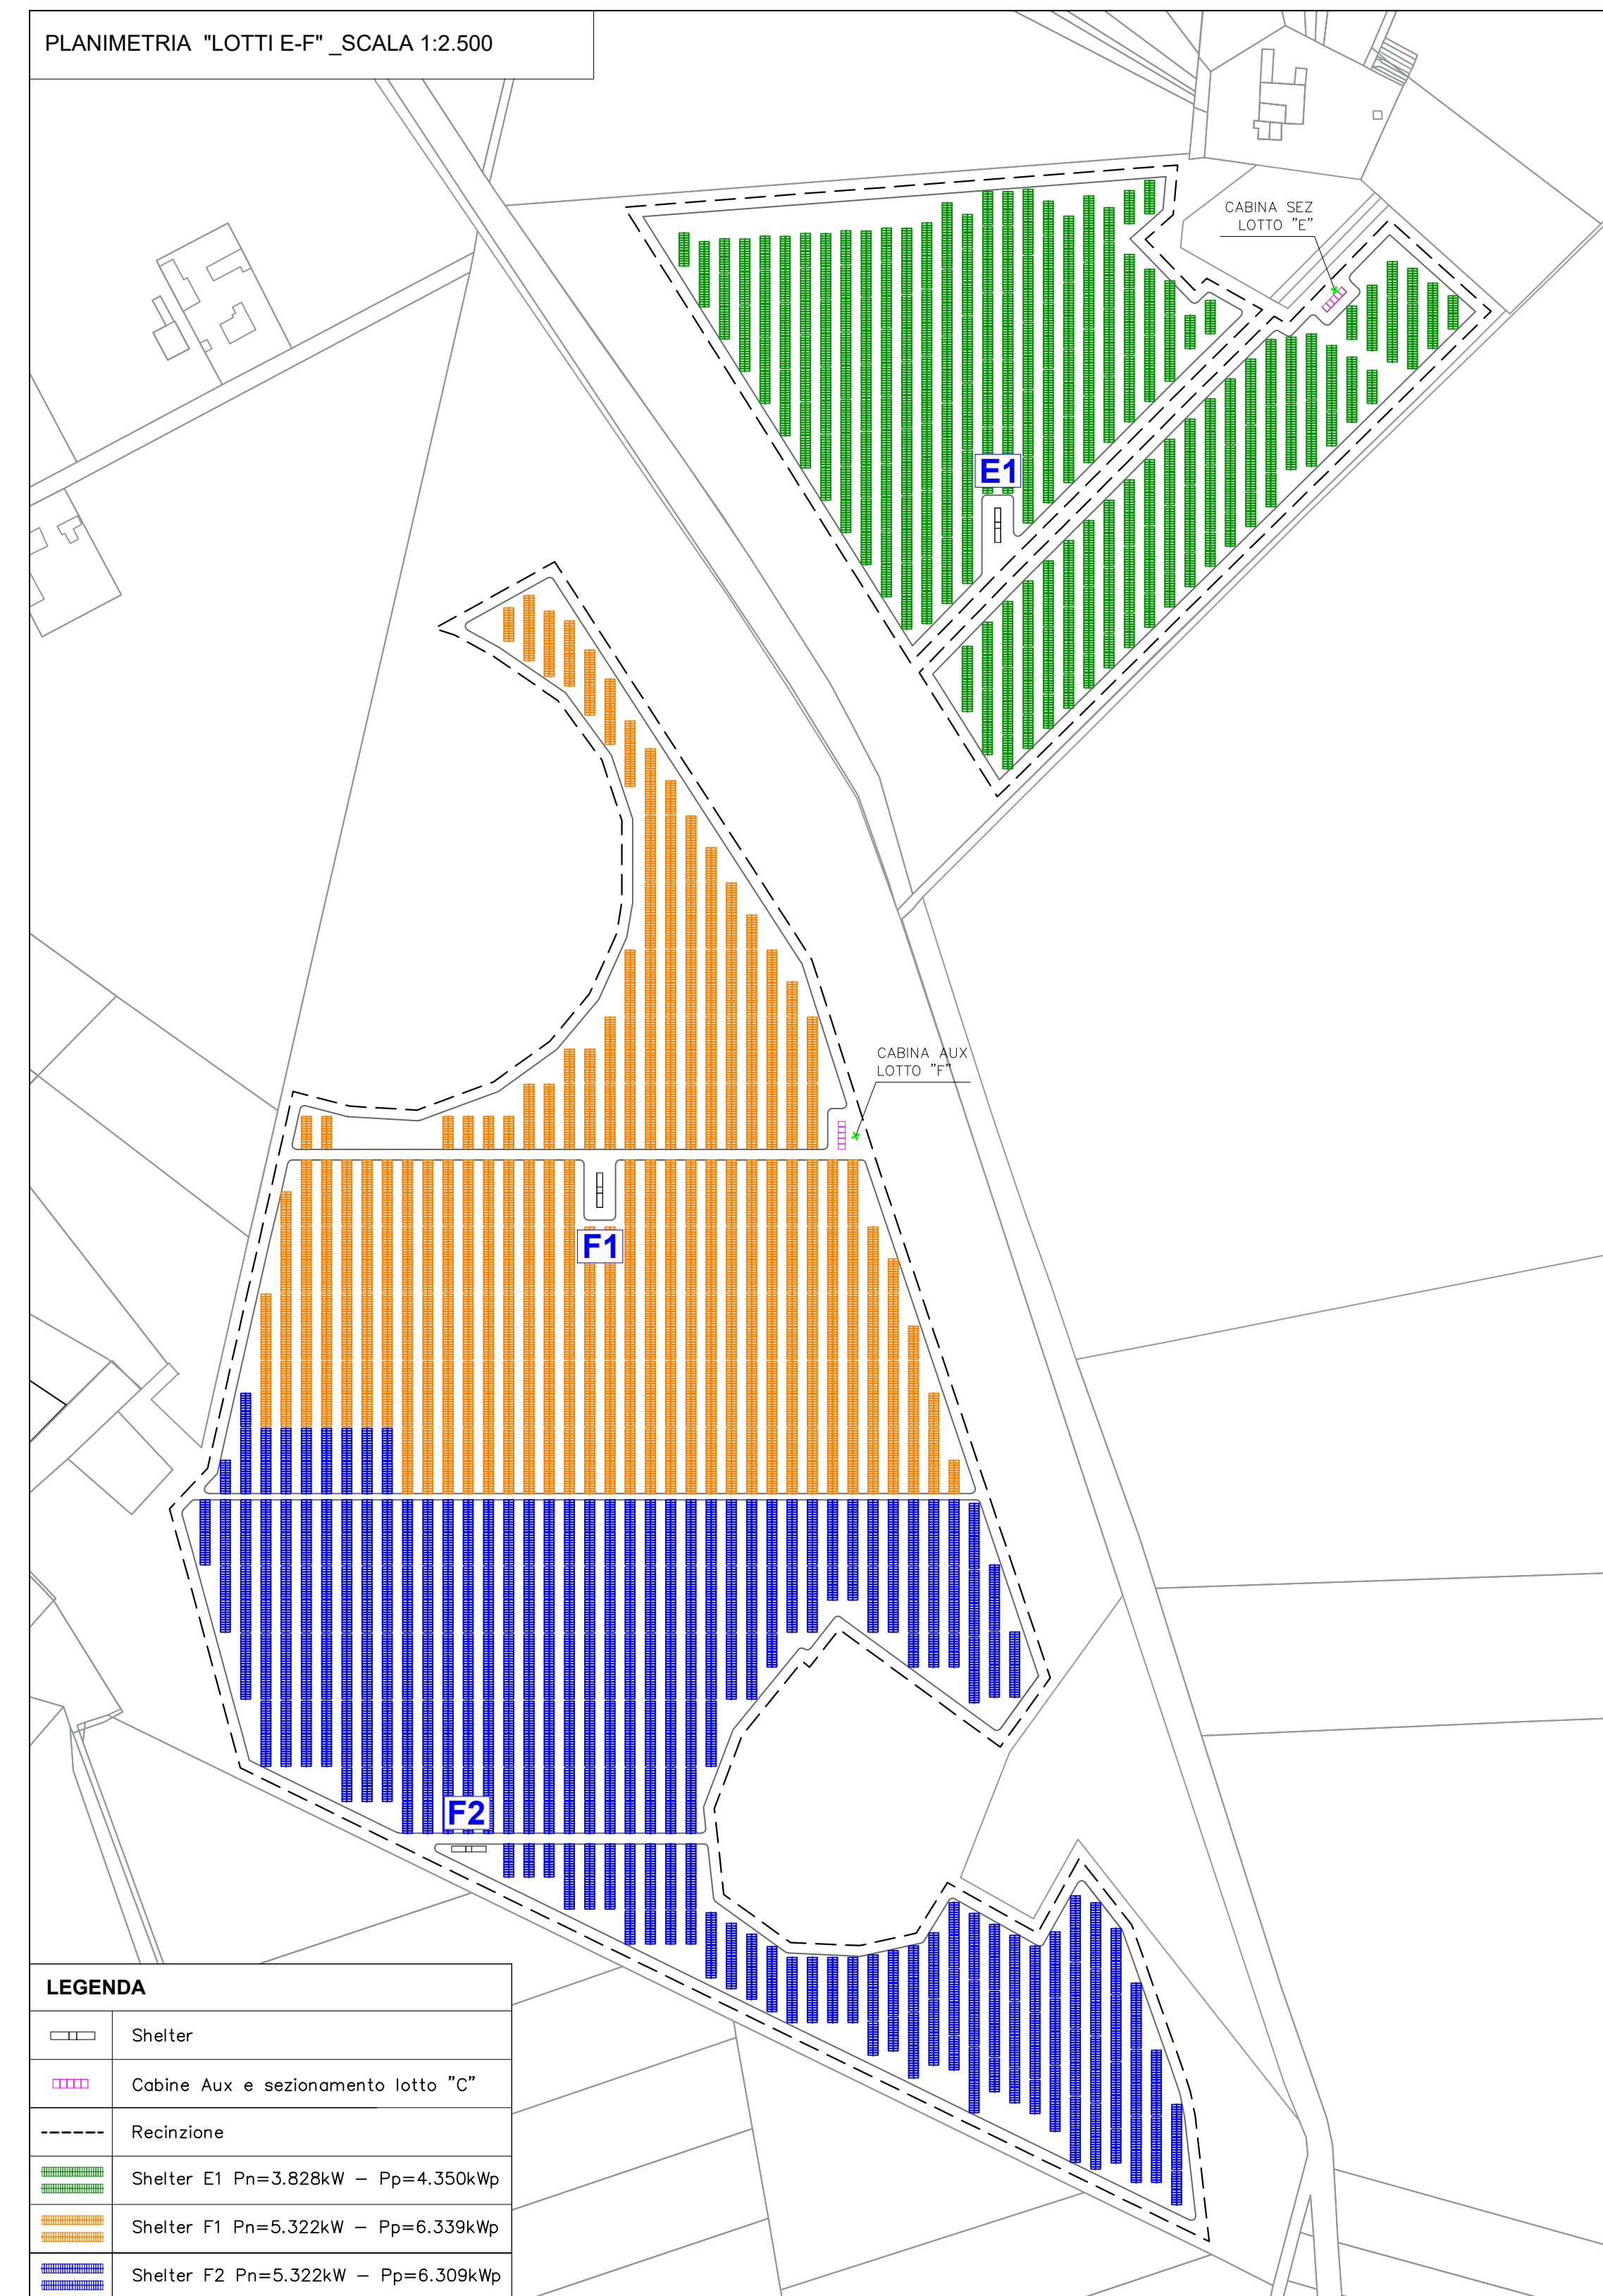 PLANIMETRIA "LOTTI E-F" _SCALA 1:2.500
CABINA SEZ
LOTTO "E"
E1
CABINA AUX
LOTTO "F"
F1
F2
LEGENDA
Shelter
Cabine Aux e sezionamento lotto "C"
Recinzione
Shelter E1 Pn=3.828kW – Pp=4.350kWp
Shelter F1 Pn=5.322kW – Pp=6.339kWp
Shelter F2 Pn=5.322kW – Pp=6.309kWp